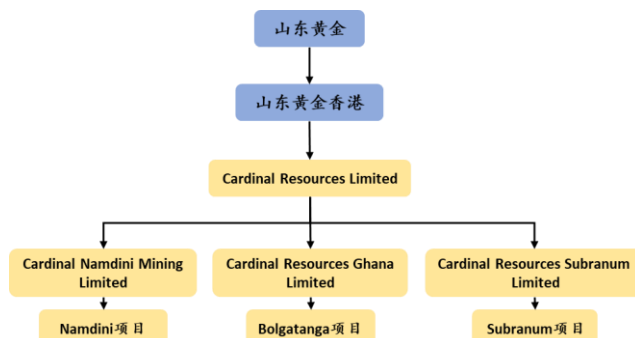 山东黄金
山东黄金香港
Cardinal Resources Limited
Cardinal Namdini Mining
Limited
Cardinal Resources Ghana
Limited
Cardinal Resources Subranum
Limited
Namdini项目
Bolgatanga项目
Subranum项目